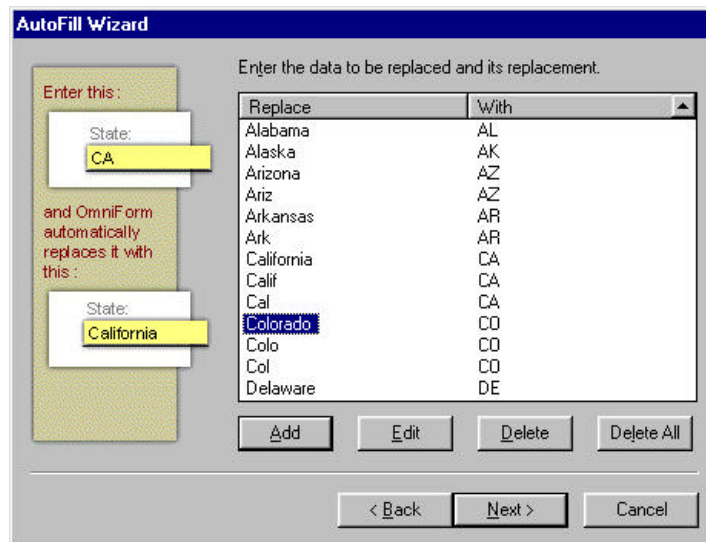 AutoFill Wizard
Enter this :
State:
CA
and OmniForm
automatically
replaces it with
this :
State:
California
Enter the data to be replaced and its replacement.
Replace With
Alabama AL
Alaska AK
Arizona AZ
Ariz AZ
Arkansas AR
Ark AR
California CA
Calif CA
Cal CA
Colorado CO
Colo CO
Col CO
Delaware DE
Add Edit Delete Delete All
< Back Next > Cancel